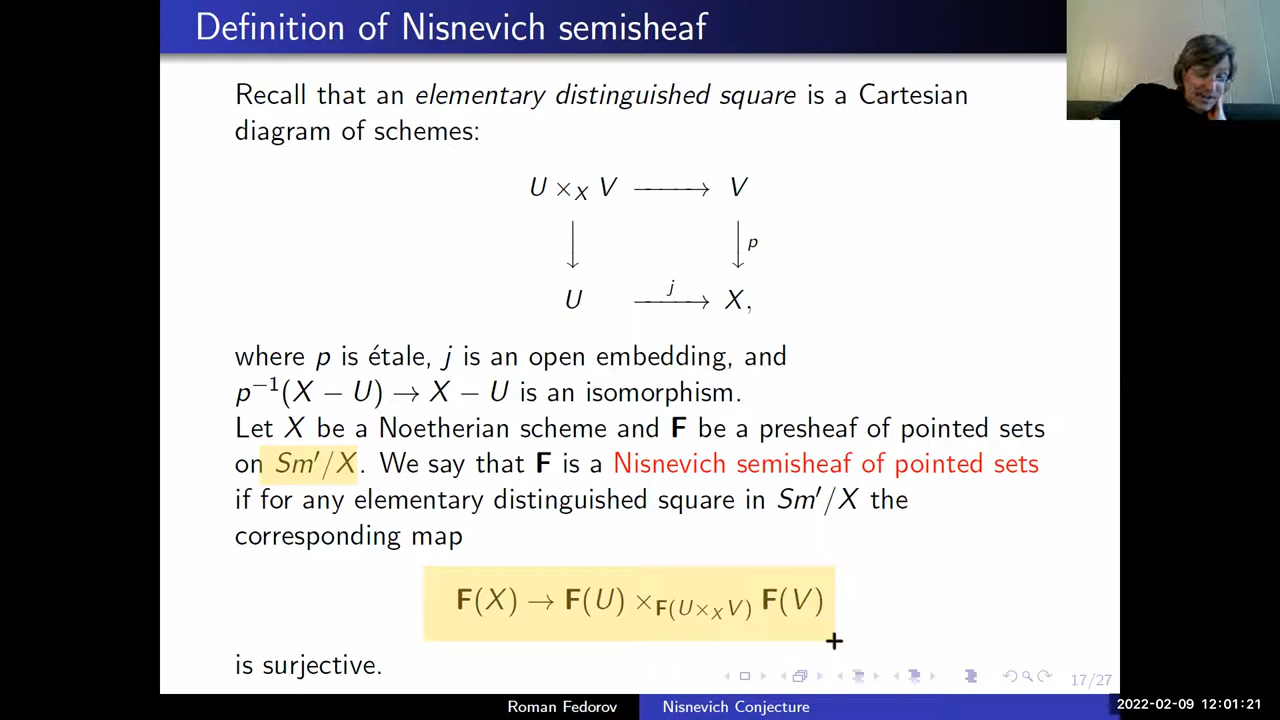 Definition of Nisnevich semisheaf
Recall that an elementary distinguished square is a Cartesian
diagram of schemes:
U ×_X V ⟶ V
p
U ⟶ X,
j
where p is étale, j is an open embedding, and
p⁻¹(X − U) → X − U is an isomorphism.
Let X be a Noetherian scheme and F be a presheaf of pointed sets
on Sm′/X. We say that F is a Nisnevich semisheaf of pointed sets
if for any elementary distinguished square in Sm′/X the
corresponding map
F(X) → F(U) ×_{F(U×_X V)} F(V)
is surjective.
17/27
Roman Fedorov
Nisnevich Conjecture
2022-02-09 12:01:21